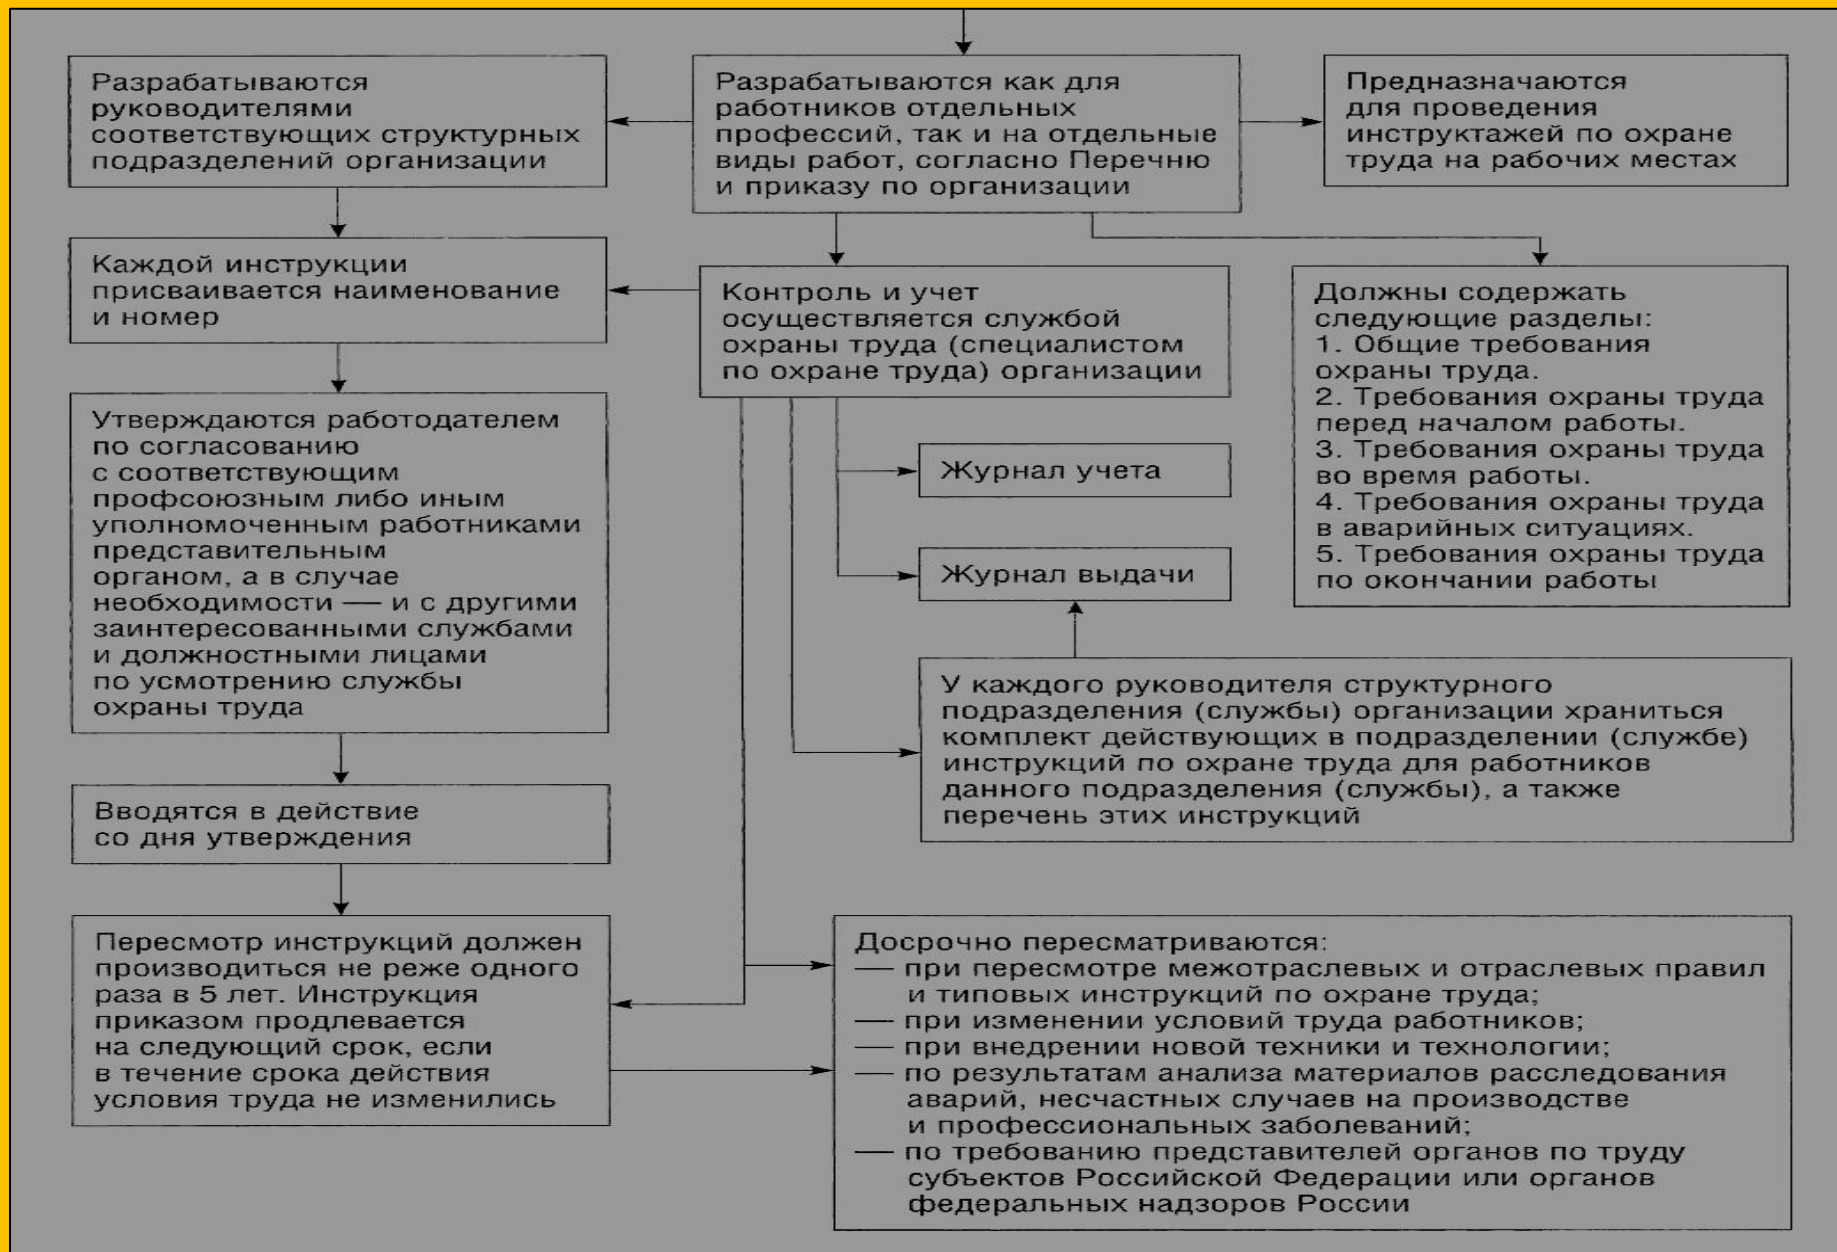 Разрабатываются
руководителями
соответствующих структурных
подразделений организации
Разрабатываются как для
работников отдельных
профессий, так и на отдельные
виды работ, согласно Перечню
и приказу по организации
Предназначаются
для проведения
инструктажей по охране
труда на рабочих местах
Каждой инструкции
присваивается наименование
и номер
Контроль и учет
осуществляется службой
охраны труда (специалистом
по охране труда) организации
Должны содержать
следующие разделы:
1. Общие требования
охраны труда.
2. Требования охраны труда
перед началом работы.
3. Требования охраны труда
во время работы.
4. Требования охраны труда
в аварийных ситуациях.
5. Требования охраны труда
по окончании работы
Утверждаются работодателем
по согласованию
с соответствующим
профсоюзным либо иным
уполномоченным работниками
представительным
органом, а в случае
необходимости — и с другими
заинтересованными службами
и должностными лицами
по усмотрению службы
охраны труда
Журнал учета
Журнал выдачи
У каждого руководителя структурного
подразделения (службы) организации храниться
комплект действующих в подразделении (службе)
инструкций по охране труда для работников
данного подразделения (службы), а также
перечень этих инструкций
Вводятся в действие
со дня утверждения
Пересмотр инструкций должен
производиться не реже одного
раза в 5 лет. Инструкция
приказом продлевается
на следующий срок, если
в течение срока действия
условия труда не изменились
Досрочно пересматриваются:
— при пересмотре межотраслевых и отраслевых правил
и типовых инструкций по охране труда;
— при изменении условий труда работников;
— при внедрении новой техники и технологии;
— по результатам анализа материалов расследования
аварий, несчастных случаев на производстве
и профессиональных заболеваний;
— по требованию представителей органов по труду
субъектов Российской Федерации или органов
федеральных надзоров России